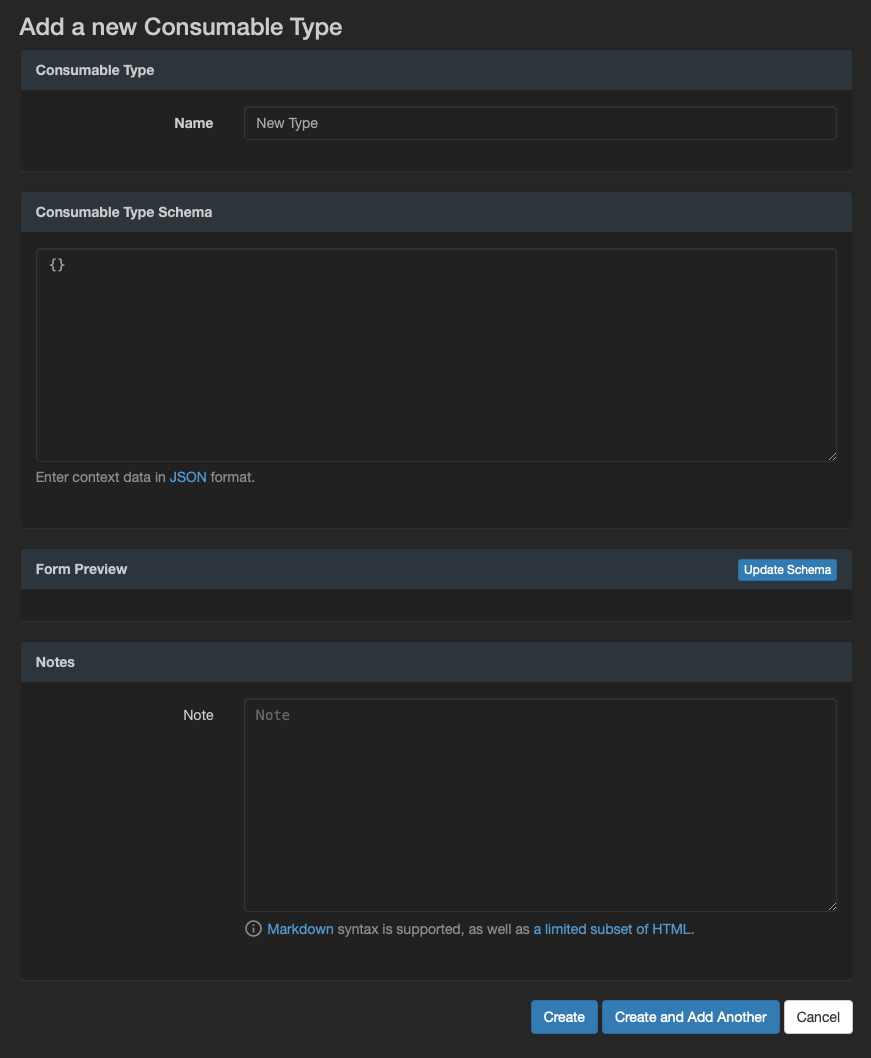 Add a new Consumable Type
Consumable Type
Name
New Type
Consumable Type Schema
{}
Enter context data in JSON format.
Form Preview
Update Schema
Notes
Note
Note
Markdown syntax is supported, as well as a limited subset of HTML.
Create
Create and Add Another
Cancel